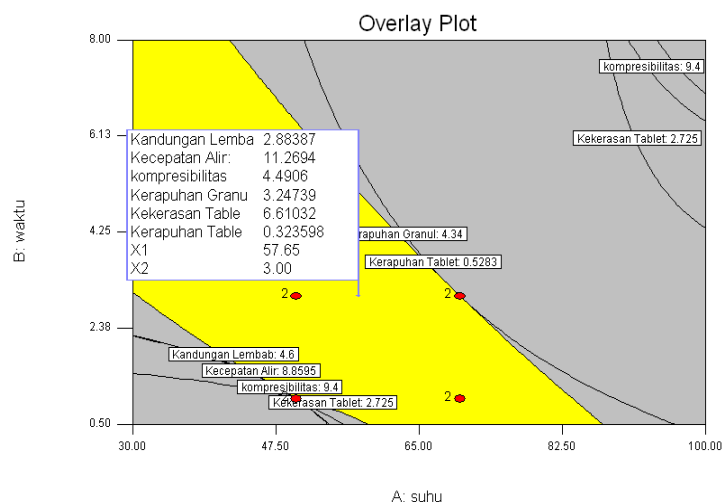 Overlay Plot
8.00
kompresibilitas: 9.4
6.13
Kekerasan Tablet: 2.725
Kandungan Lemba 2.88387
Kecepatan Alir: 11.2694
kompresibilitas 4.4906
Kerapuhan Granu 3.24739
Kekerasan Table 6.61032
Kerapuhan Table 0.323598
X1 57.65
X2 3.00
B: waktu
4.25
rapuhan Granul: 4.34
Kerapuhan Tablet: 0.5283
2
2
2.38
Kandungan Lembab: 4.6
Kecepatan Alir: 8.8595
kompresibilitas: 9.4
Kekerasan Tablet: 2.725
2
2
0.50
30.00
47.50
65.00
82.50
100.00
A: suhu